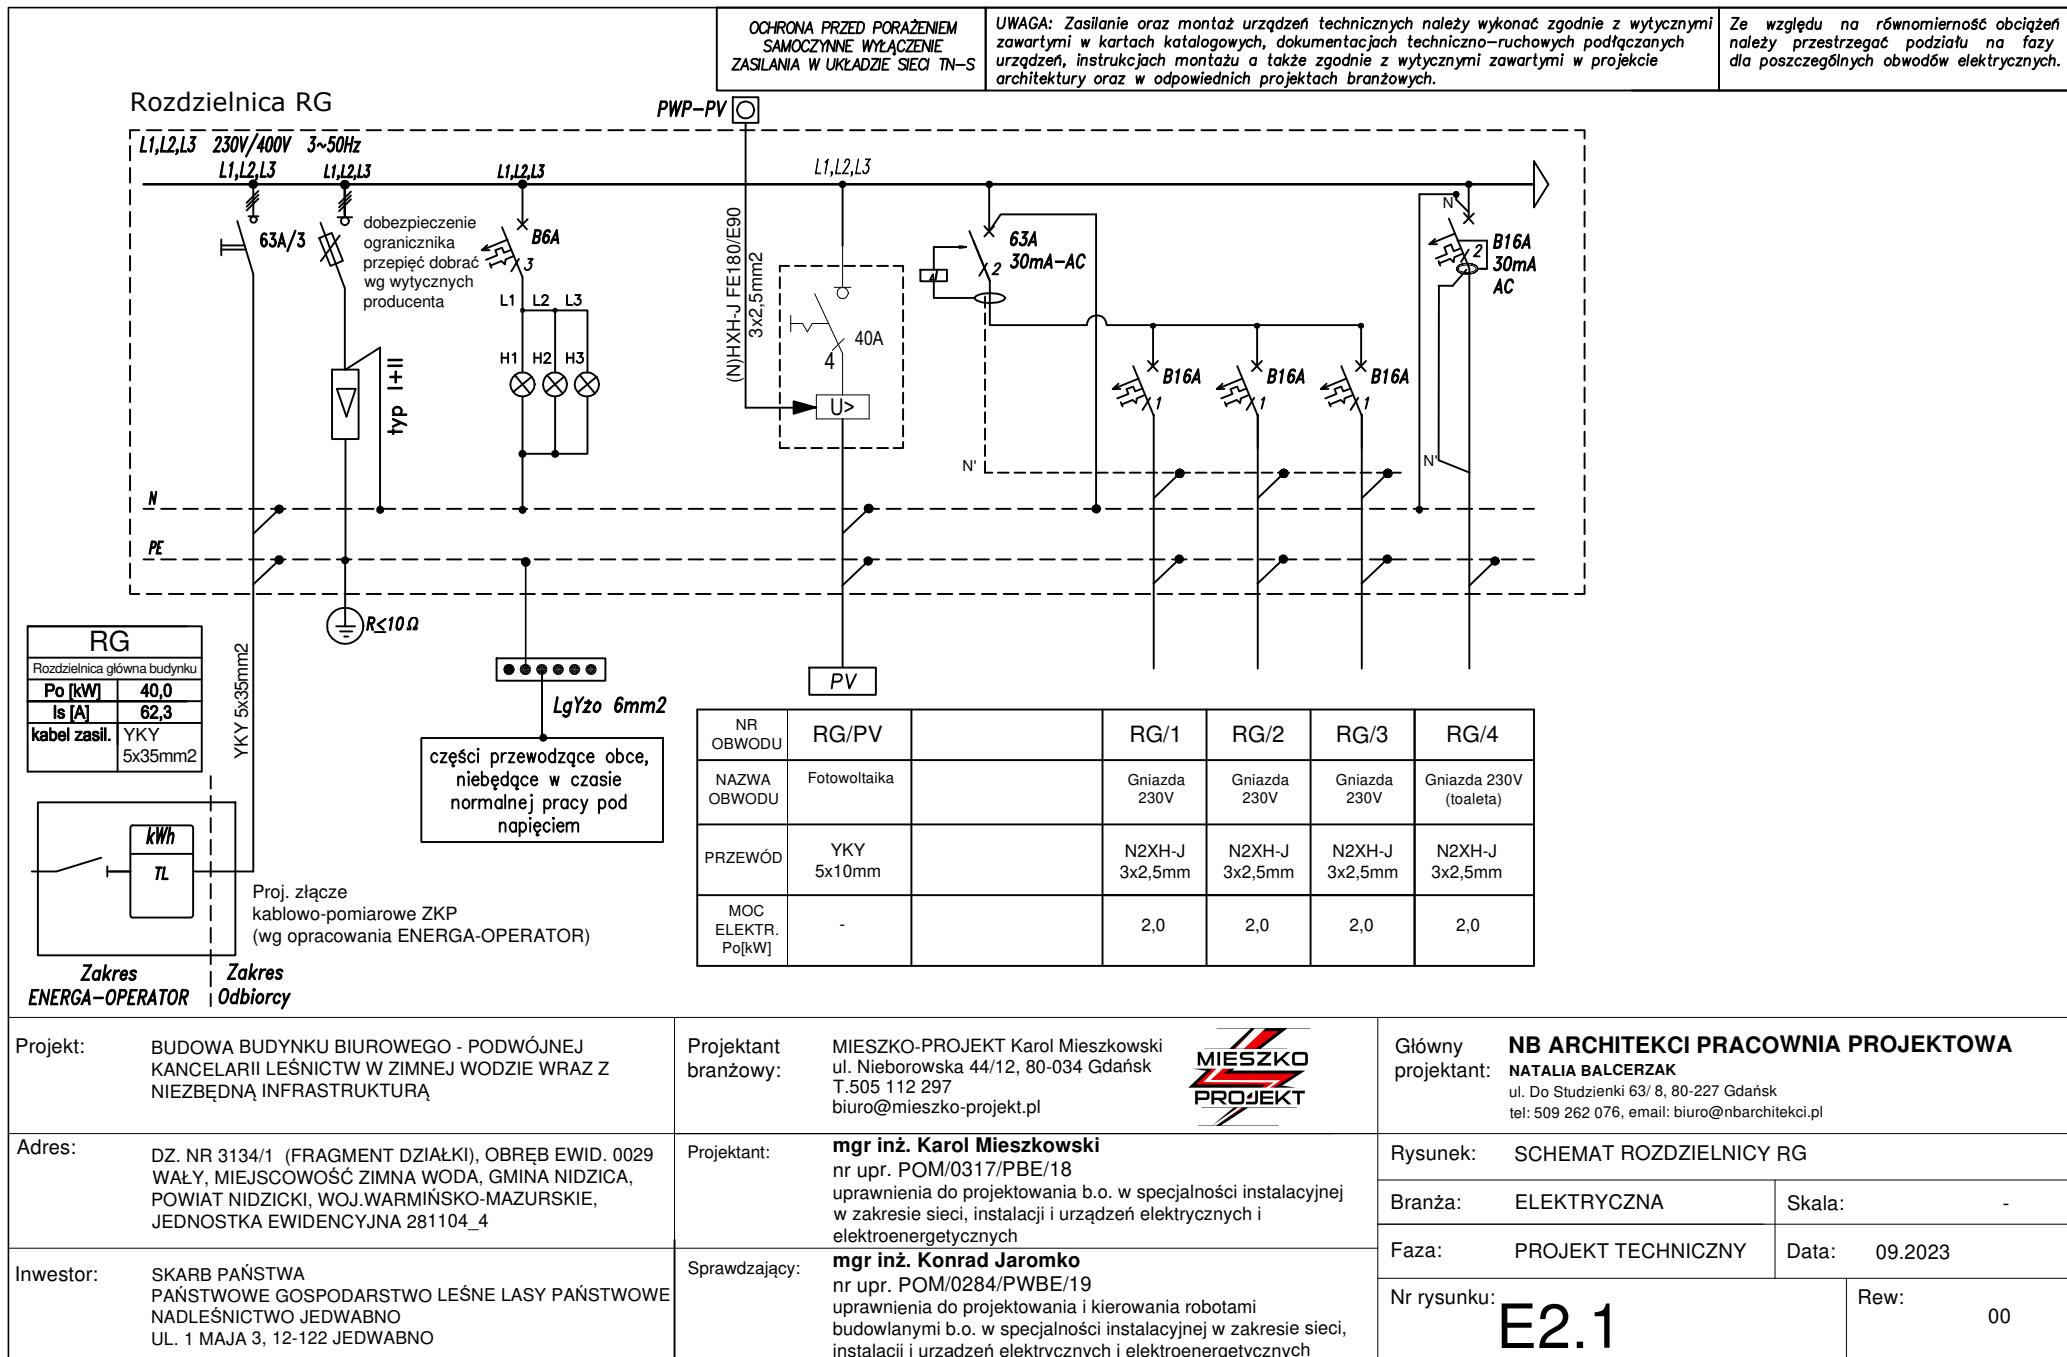 OCHRONA PRZED PORAŻENIEM
SAMOCZYNNE WYŁĄCZENIE
ZASILANIA W UKŁADZIE SIECI TN-S
UWAGA: Zasilanie oraz montaż urządzeń technicznych należy wykonać zgodnie z wytycznymi
zawartymi w kartach katalogowych, dokumentacjach techniczno-ruchowych podłączanych
urządzeń, instrukcjach montażu a także zgodnie z wytycznymi zawartymi w projekcie
architektury oraz w odpowiednich projektach branżowych.
Ze względu na równomierność obciążeń
należy przestrzegać podziału na fazy
dla poszczególnych obwodów elektrycznych.
Rozdzielnica RG
PWP-PV
L1,L2,L3 230V/400V 3~50Hz
L1,L2,L3
L1,L2,L3
L1,L2,L3
L1,L2,L3
63A/3
dobezpieczenie
ogranicznika
przepięć dobrać
wg wytycznych
producenta
B6A
3
L1 L2 L3
H1 H2 H3
typ I+II
(N)HXH-J FE180/E90
3x2,5mm2
40A
4
U>
63A
30mA-AC
2
B16A
1
B16A
1
B16A
1
N
B16A
30mA
AC
2
N'
N'
N
PE
R≤10Ω
RG
Rozdzielnica główna budynku
Po [kW] 40,0
Is [A] 62,3
kabel zasil. YKY
5x35mm2
YKY 5x35mm2
LgYżo 6mm2
części przewodzące obce,
niebędące w czasie
normalnej pracy pod
napięciem
PV
kWh
TL
Proj. złącze
kablowo-pomiarowe ZKP
(wg opracowania ENERGA-OPERATOR)
Zakres
ENERGA-OPERATOR
Zakres
Odbiorcy
NR
OBWODU
RG/PV RG/1 RG/2 RG/3 RG/4
NAZWA
OBWODU
Fotowoltaika
Gniazda
230V
Gniazda
230V
Gniazda
230V
Gniazda 230V
(toaleta)
PRZEWÓD
YKY
5x10mm
N2XH-J
3x2,5mm
N2XH-J
3x2,5mm
N2XH-J
3x2,5mm
N2XH-J
3x2,5mm
MOC
ELEKTR.
Po[kW]
- 2,0 2,0 2,0 2,0
Projekt:
BUDOWA BUDYNKU BIUROWEGO - PODWÓJNEJ
KANCELARII LEŚNICTW W ZIMNEJ WODZIE WRAZ Z
NIEZBĘDNĄ INFRASTRUKTURĄ
Adres:
DZ. NR 3134/1 (FRAGMENT DZIAŁKI), OBRĘB EWID. 0029
WAŁY, MIEJSCOWOŚĆ ZIMNA WODA, GMINA NIDZICA,
POWIAT NIDZICKI, WOJ.WARMIŃSKO-MAZURSKIE,
JEDNOSTKA EWIDENCYJNA 281104_4
Inwestor:
SKARB PAŃSTWA
PAŃSTWOWE GOSPODARSTWO LEŚNE LASY PAŃSTWOWE
NADLEŚNICTWO JEDWABNO
UL. 1 MAJA 3, 12-122 JEDWABNO
Projektant
branżowy:
MIESZKO-PROJEKT Karol Mieszkowski
ul. Nieborowska 44/12, 80-034 Gdańsk
T.505 112 297
biuro@mieszko-projekt.pl
MIESZKO
PROJEKT
Projektant:
mgr inż. Karol Mieszkowski
nr upr. POM/0317/PBE/18
uprawnienia do projektowania b.o. w specjalności instalacyjnej
w zakresie sieci, instalacji i urządzeń elektrycznych i
elektroenergetycznych
Sprawdzający:
mgr inż. Konrad Jaromko
nr upr. POM/0284/PWBE/19
uprawnienia do projektowania i kierowania robotami
budowlanymi b.o. w specjalności instalacyjnej w zakresie sieci,
instalacji i urządzeń elektrycznych i elektroenergetycznych
Główny
projektant:
NB ARCHITEKCI PRACOWNIA PROJEKTOWA
NATALIA BALCERZAK
ul. Do Studzienki 63/ 8, 80-227 Gdańsk
tel: 509 262 076, email: biuro@nbarchitekci.pl
Rysunek: SCHEMAT ROZDZIELNICY RG
Branża: ELEKTRYCZNA
Skala: -
Faza: PROJEKT TECHNICZNY
Data: 09.2023
Nr rysunku: E2.1
Rew: 00